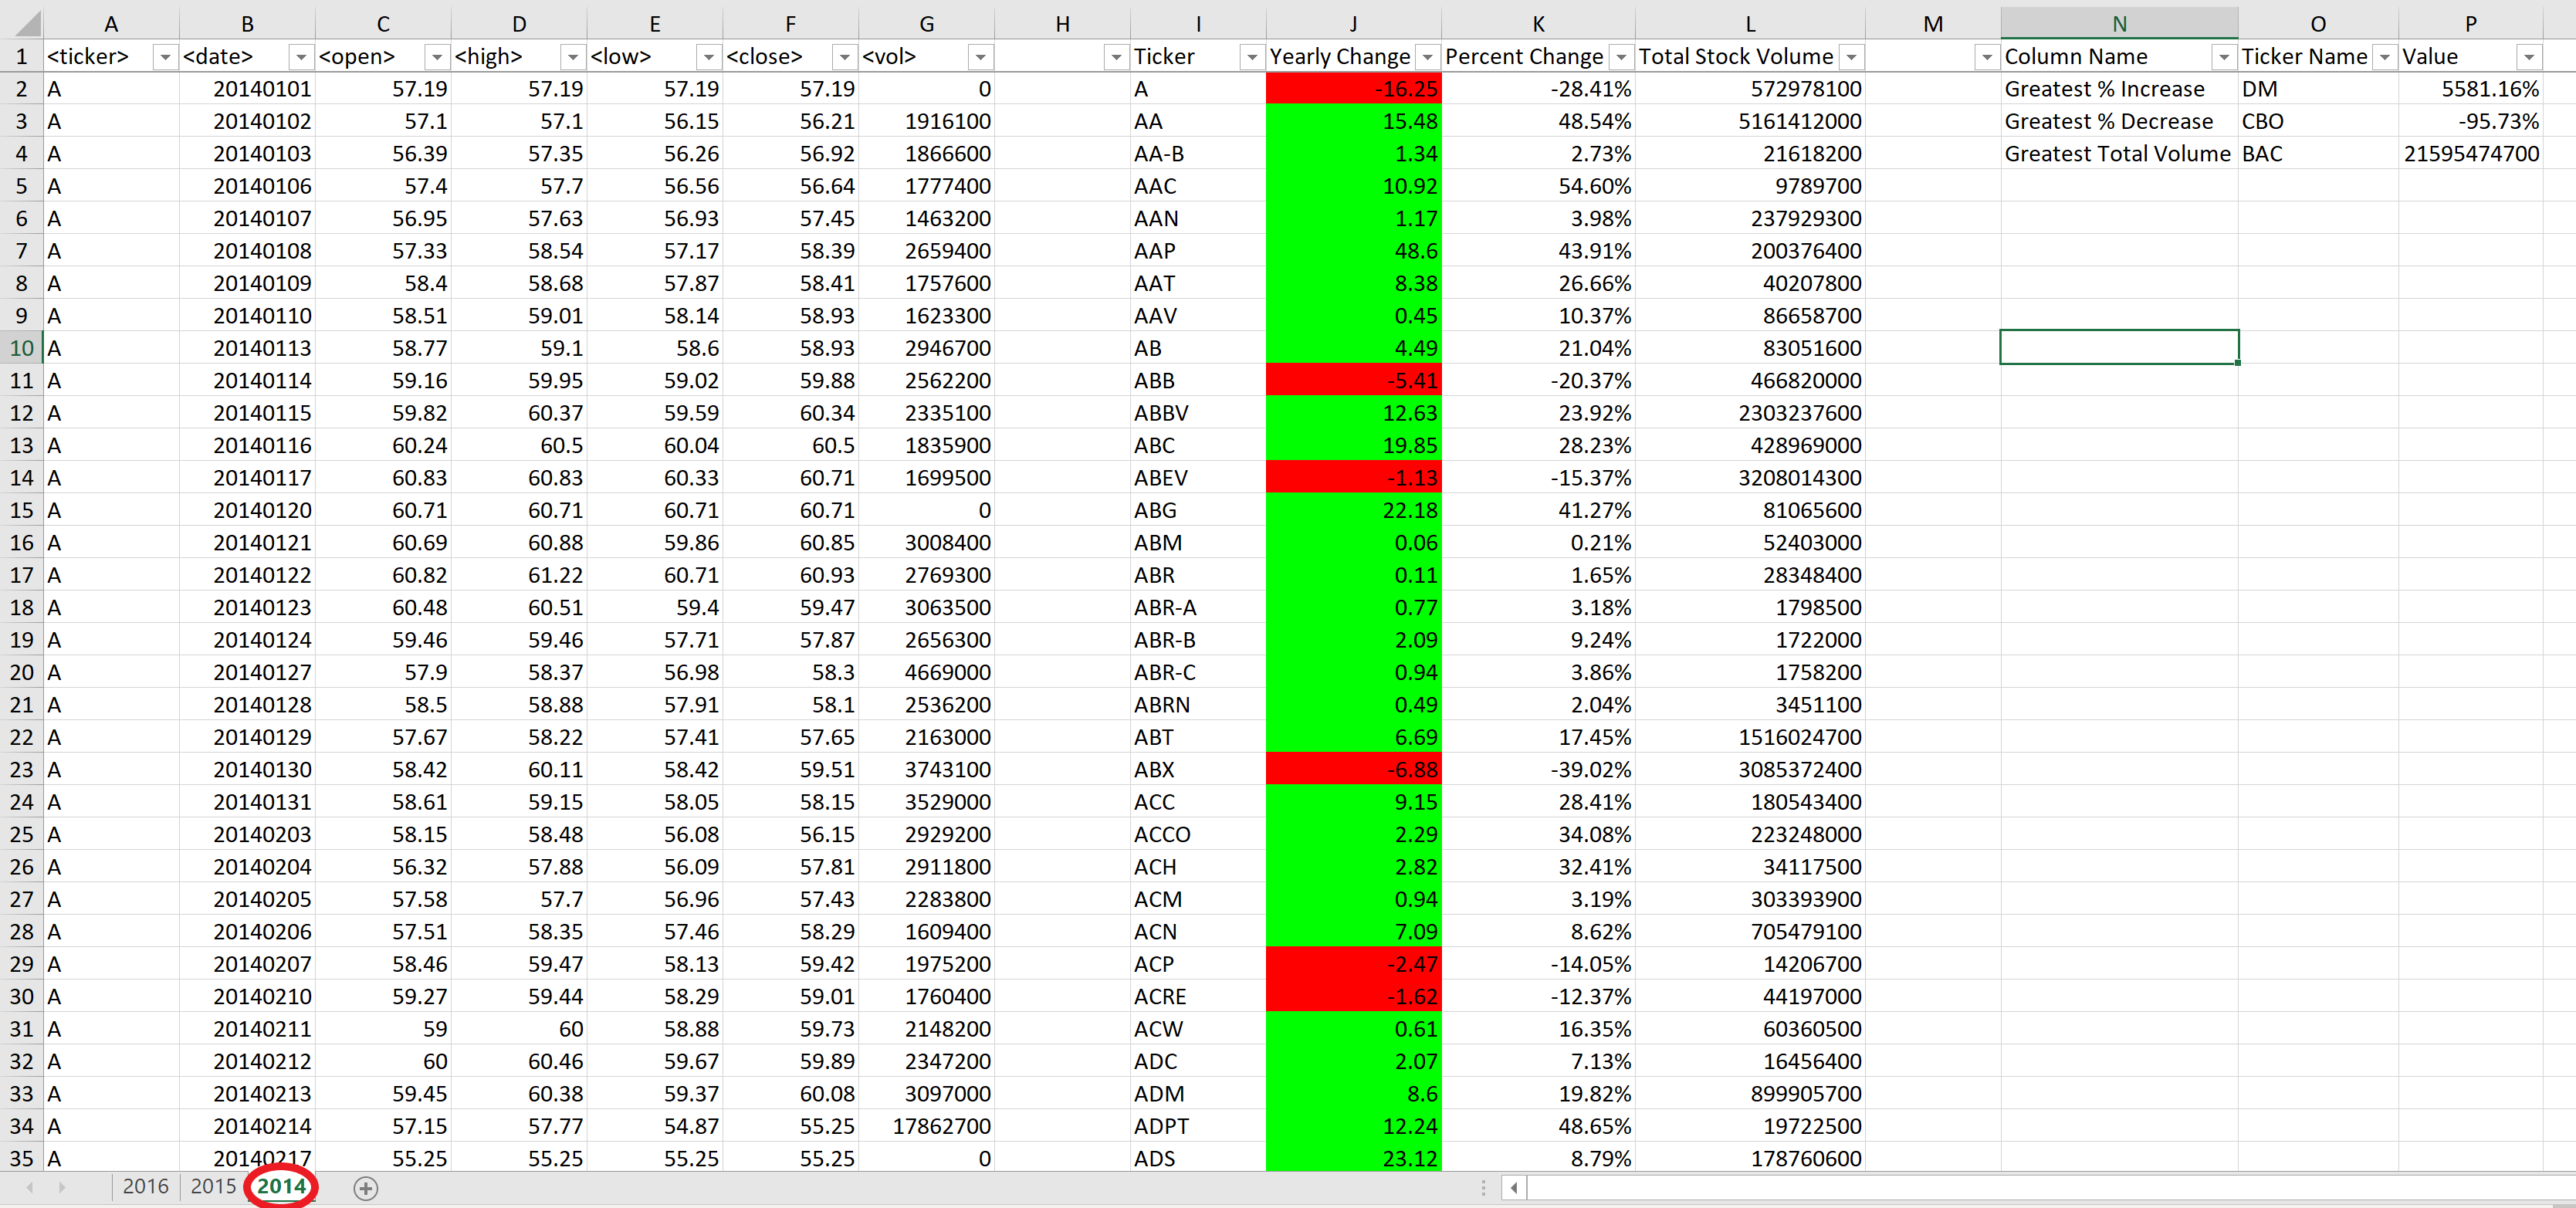 A B C D E F G H I J K L M N O P
1 <ticker> <date> <open> <high> <low> <close> <vol> Ticker Yearly Change Percent Change Total Stock Volume Column Name Ticker Name Value
2 A 20140101 57.19 57.19 57.19 57.19 0 A -16.25 -28.41% 572978100 Greatest % Increase DM 5581.16%
3 A 20140102 57.1 57.1 56.15 56.21 1916100 AA 15.48 48.54% 5161412000 Greatest % Decrease CBO -95.73%
4 A 20140103 56.39 57.35 56.26 56.92 1866600 AA-B 1.34 2.73% 21618200 Greatest Total Volume BAC 21595474700
5 A 20140106 57.4 57.7 56.56 56.64 1777400 AAC 10.92 54.60% 9789700
6 A 20140107 56.95 57.63 56.93 57.45 1463200 AAN 1.17 3.98% 237929300
7 A 20140108 57.33 58.54 57.17 58.39 2659400 AAP 48.6 43.91% 200376400
8 A 20140109 58.4 58.68 57.87 58.41 1757600 AAT 8.38 26.66% 40207800
9 A 20140110 58.51 59.01 58.14 58.93 1623300 AAV 0.45 10.37% 86658700
10 A 20140113 58.77 59.1 58.6 58.93 2946700 AB 4.49 21.04% 83051600
11 A 20140114 59.16 59.95 59.02 59.88 2562200 ABB -5.41 -20.37% 466820000
12 A 20140115 59.82 60.37 59.59 60.34 2335100 ABBV 12.63 23.92% 2303237600
13 A 20140116 60.24 60.5 60.04 60.5 1835900 ABC 19.85 28.23% 428969000
14 A 20140117 60.83 60.83 60.33 60.71 1699500 ABEV -1.13 -15.37% 3208014300
15 A 20140120 60.71 60.71 60.71 60.71 0 ABG 22.18 41.27% 81065600
16 A 20140121 60.69 60.88 59.86 60.85 3008400 ABM 0.06 0.21% 52403000
17 A 20140122 60.82 61.22 60.71 60.93 2769300 ABR 0.11 1.65% 28348400
18 A 20140123 60.48 60.51 59.4 59.47 3063500 ABR-A 0.77 3.18% 1798500
19 A 20140124 59.46 59.46 57.71 57.87 2656300 ABR-B 2.09 9.24% 1722000
20 A 20140127 57.9 58.37 56.98 58.3 4669000 ABR-C 0.94 3.86% 1758200
21 A 20140128 58.5 58.88 57.91 58.1 2536200 ABRN 0.49 2.04% 3451100
22 A 20140129 57.67 58.22 57.41 57.65 2163000 ABT 6.69 17.45% 1516024700
23 A 20140130 58.42 60.11 58.42 59.51 3743100 ABX -6.88 -39.02% 3085372400
24 A 20140131 58.61 59.15 58.05 58.15 3529000 ACC 9.15 28.41% 180543400
25 A 20140203 58.15 58.48 56.08 56.15 2929200 ACCO 2.29 34.08% 223248000
26 A 20140204 56.32 57.88 56.09 57.81 2911800 ACH 2.82 32.41% 34117500
27 A 20140205 57.58 57.7 56.96 57.43 2283800 ACM 0.94 3.19% 303393900
28 A 20140206 57.51 58.35 57.46 58.29 1609400 ACN 7.09 8.62% 705479100
29 A 20140207 58.46 59.47 58.13 59.42 1975200 ACP -2.47 -14.05% 14206700
30 A 20140210 59.27 59.44 58.29 59.01 1760400 ACRE -1.62 -12.37% 44197000
31 A 20140211 59 60 58.88 59.73 2148200 ACW 0.61 16.35% 60360500
32 A 20140212 60 60.46 59.67 59.89 2347200 ADC 2.07 7.13% 16456400
33 A 20140213 59.45 60.38 59.37 60.08 3097000 ADM 8.6 19.82% 899905700
34 A 20140214 57.15 57.77 54.87 55.25 17862700 ADPT 12.24 48.65% 19722500
35 A 20140217 55.25 55.25 55.25 55.25 0 ADS 23.12 8.79% 178760600
2016 2015 2014